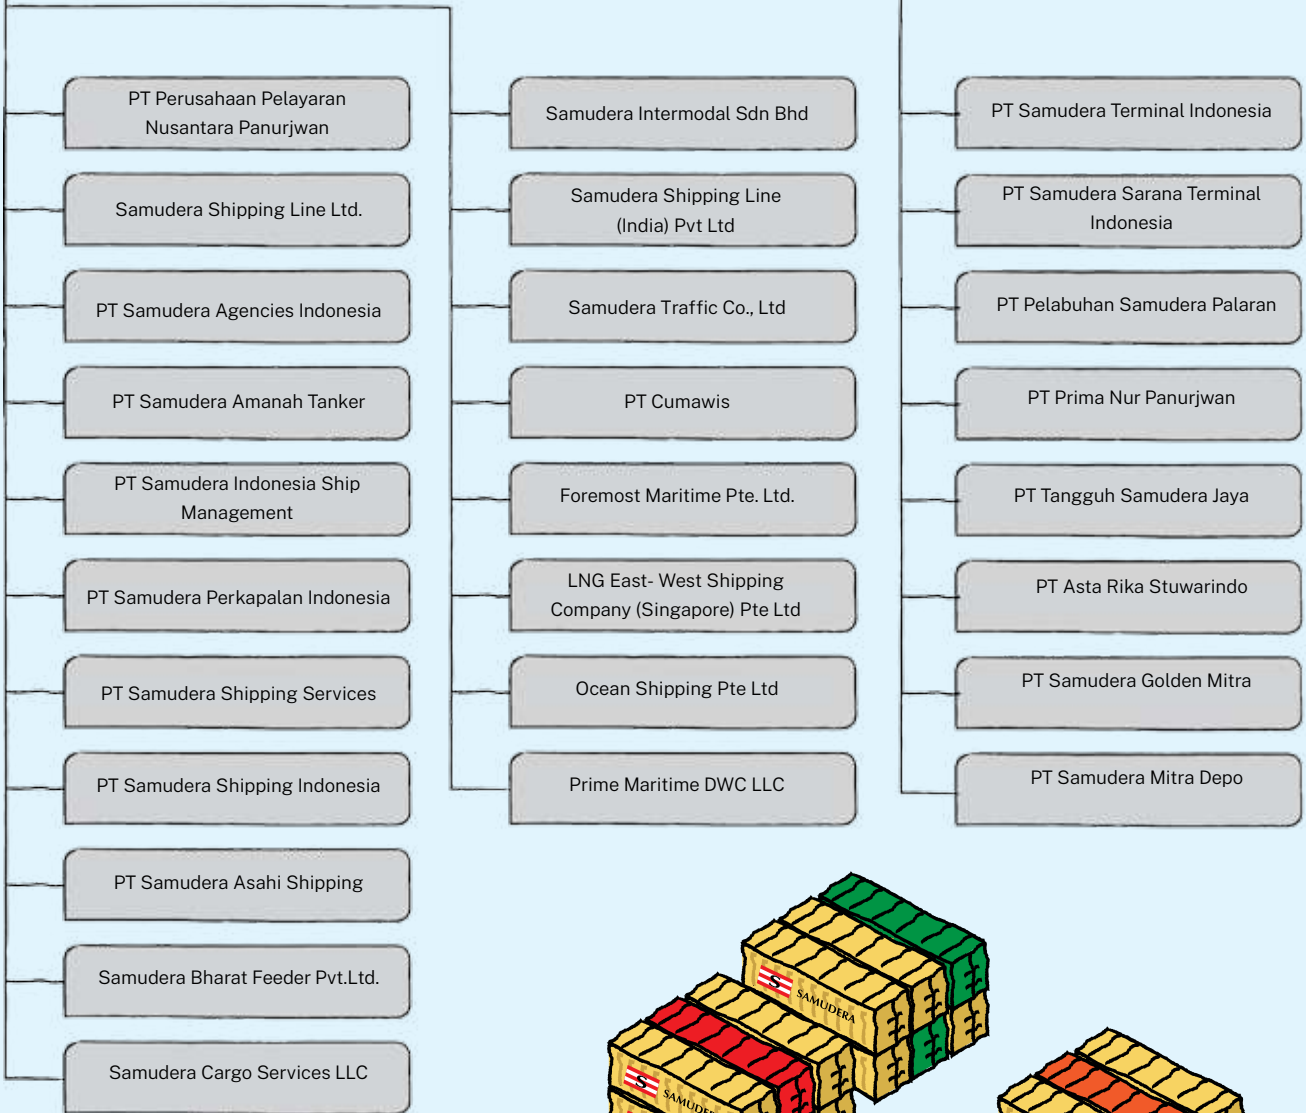 PT Perusahaan Pelayaran
Nusantara Panurjwan
Samudera Shipping Line Ltd.
PT Samudera Agencies Indonesia
PT Samudera Amanah Tanker
PT Samudera Indonesia Ship
Management
PT Samudera Perkapalan Indonesia
PT Samudera Shipping Services
PT Samudera Shipping Indonesia
PT Samudera Asahi Shipping
Samudera Bharat Feeder Pvt.Ltd.
Samudera Cargo Services LLC
Samudera Intermodal Sdn Bhd
Samudera Shipping Line
(India) Pvt Ltd
Samudera Traffic Co., Ltd
PT Cumawis
Foremost Maritime Pte. Ltd.
LNG East- West Shipping
Company (Singapore) Pte Ltd
Ocean Shipping Pte Ltd
Prime Maritime DWC LLC
PT Samudera Terminal Indonesia
PT Samudera Sarana Terminal
Indonesia
PT Pelabuhan Samudera Palaran
PT Prima Nur Panurjwan
PT Tangguh Samudera Jaya
PT Asta Rika Stuwarindo
PT Samudera Golden Mitra
PT Samudera Mitra Depo
S SAMUDERA
S SAMUDE